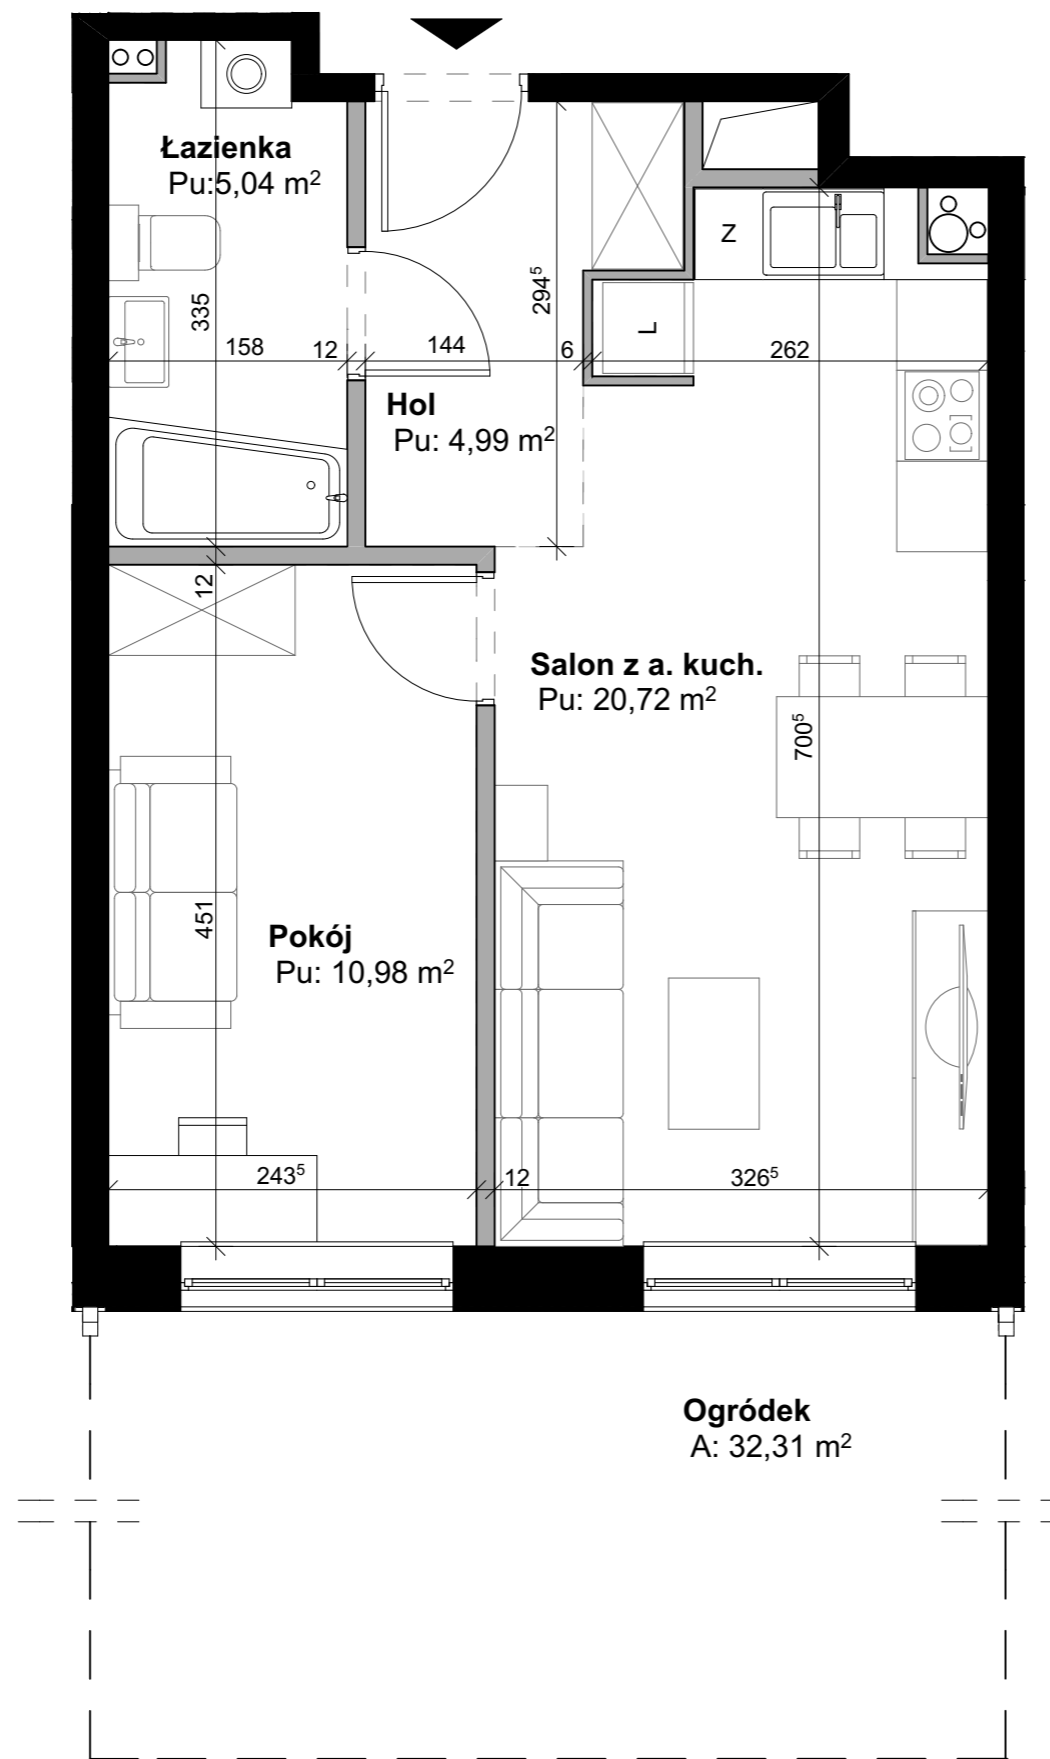 Łazienka
Pu:5,04 m²
Z
294⁵
335
L
158
12
144
6
262
Hol
Pu: 4,99 m²
12
Salon z a. kuch.
Pu: 20,72 m²
700⁵
451
Pokój
Pu: 10,98 m²
243⁵
12
326⁵
Ogródek
A: 32,31 m²